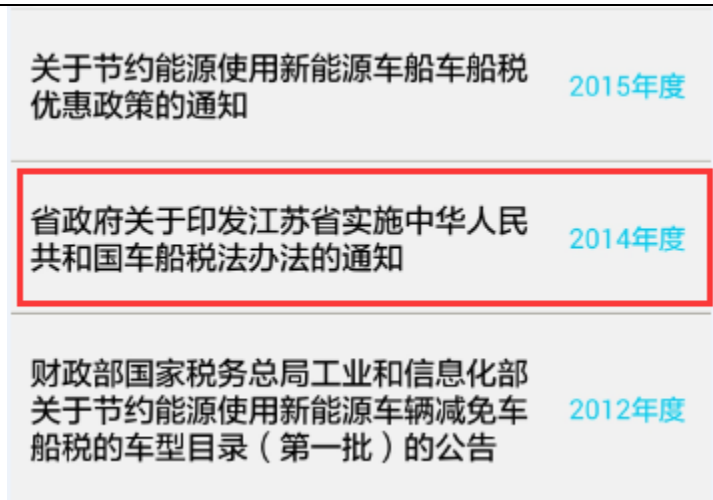 关于节约能源使用新能源车船车船税
优惠政策的通知
2015年度
省政府关于印发江苏省实施中华人民
共和国车船税法办法的通知
2014年度
财政部国家税务总局工业和信息化部
关于节约能源使用新能源车辆减免车
船税的车型目录（第一批）的公告
2012年度